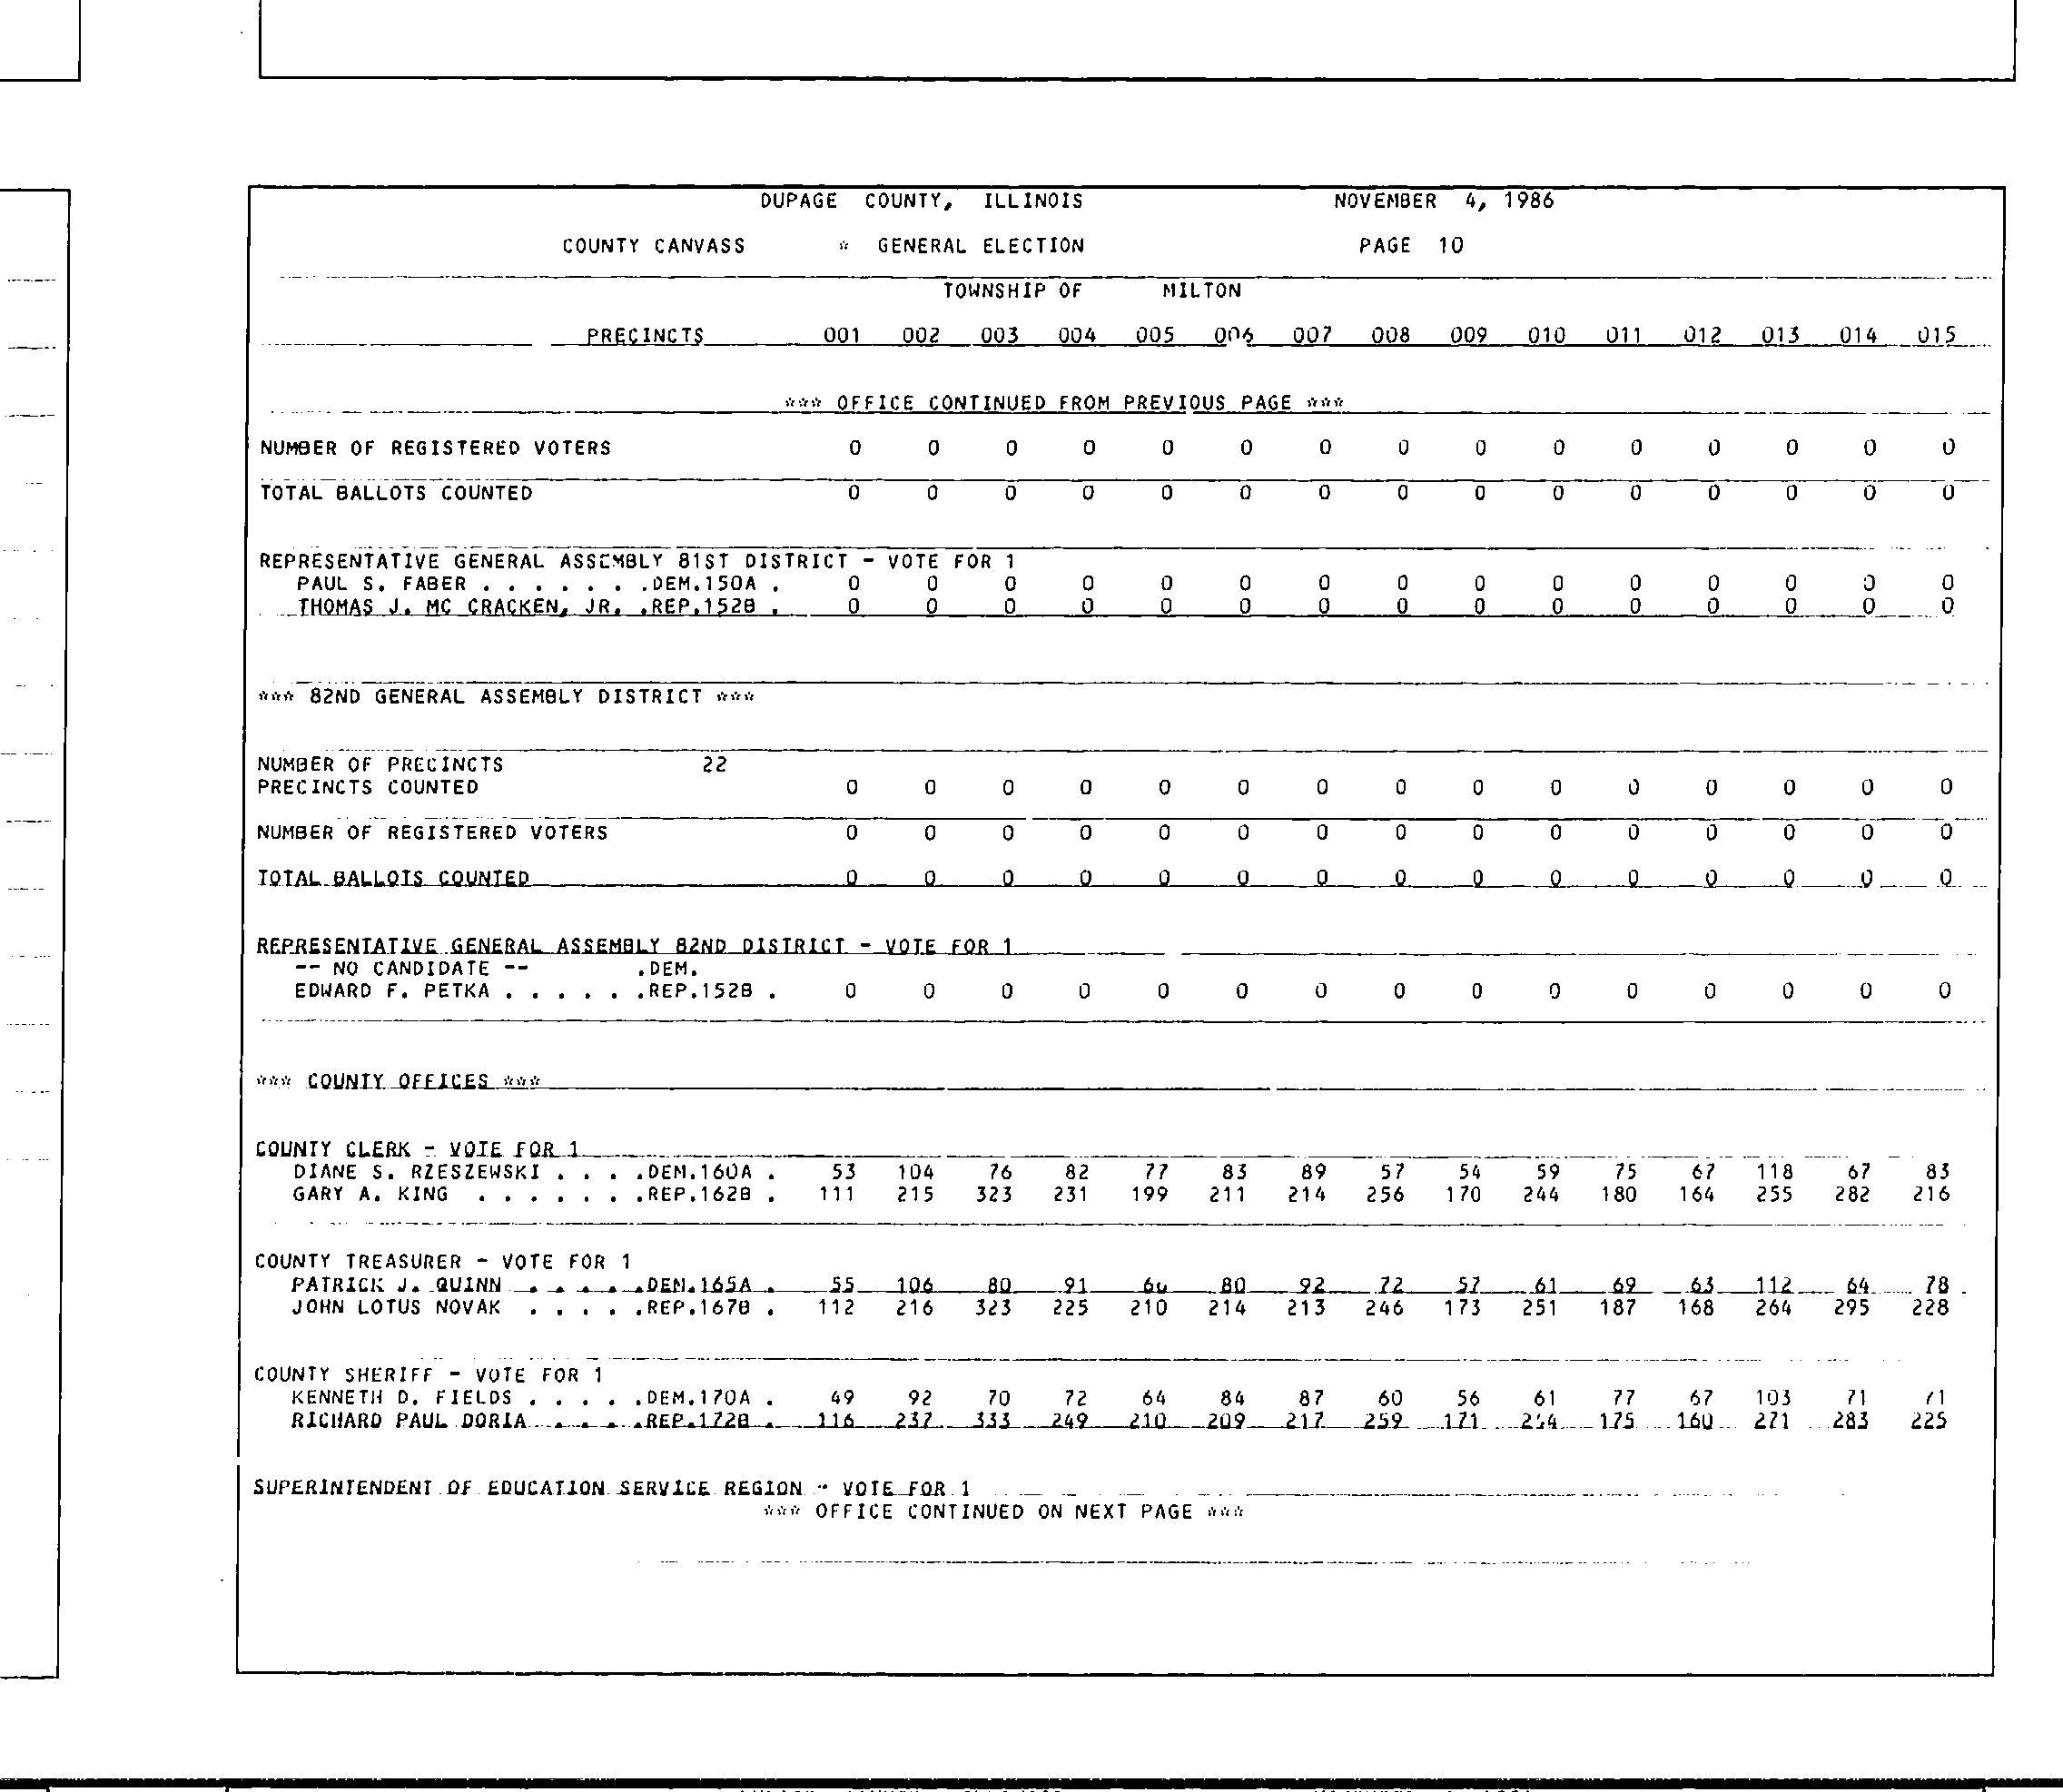 DUPAGE COUNTY, ILLINOIS NOVEMBER 4, 1986
COUNTY CANVASS * GENERAL ELECTION PAGE 10
TOWNSHIP OF MILTON
PRECINCTS 001 002 003 004 005 006 007 008 009 010 011 012 013 014 015
*** OFFICE CONTINUED FROM PREVIOUS PAGE ***
NUMBER OF REGISTERED VOTERS 0 0 0 0 0 0 0 0 0 0 0 0 0 0 0
TOTAL BALLOTS COUNTED 0 0 0 0 0 0 0 0 0 0 0 0 0 0 0
REPRESENTATIVE GENERAL ASSEMBLY 81ST DISTRICT - VOTE FOR 1
PAUL S. FABER . . . . . . .DEM.150A . 0 0 0 0 0 0 0 0 0 0 0 0 0 0 0
THOMAS J. MC CRACKEN, JR. .REP.152B . 0 0 0 0 0 0 0 0 0 0 0 0 0 0 0
*** 82ND GENERAL ASSEMBLY DISTRICT ***
NUMBER OF PRECINCTS 22
PRECINCTS COUNTED 0 0 0 0 0 0 0 0 0 0 0 0 0 0 0
NUMBER OF REGISTERED VOTERS 0 0 0 0 0 0 0 0 0 0 0 0 0 0 0
TOTAL BALLOTS COUNTED 0 0 0 0 0 0 0 0 0 0 0 0 0 0 0
REPRESENTATIVE GENERAL ASSEMBLY 82ND DISTRICT - VOTE FOR 1
-- NO CANDIDATE -- .DEM.
EDWARD F. PETKA . . . . . .REP.152B . 0 0 0 0 0 0 0 0 0 0 0 0 0 0 0
*** COUNTY OFFICES ***
COUNTY CLERK - VOTE FOR 1
DIANE S. RZESZEWSKI . . . .DEM.160A . 53 104 76 82 77 83 89 57 54 59 75 67 118 67 83
GARY A. KING . . . . . . .REP.162B . 111 215 323 231 199 211 214 256 170 244 180 164 255 282 216
COUNTY TREASURER - VOTE FOR 1
PATRICK J. QUINN . . . . .DEM.165A . 55 106 80 91 80 92 72 57 61 69 63 112 64 78
JOHN LOTUS NOVAK . . . . .REP.167B . 112 216 323 225 210 214 213 246 173 251 187 168 264 295 228
COUNTY SHERIFF - VOTE FOR 1
KENNETH D. FIELDS . . . . .DEM.170A . 49 92 70 72 64 84 87 60 56 61 77 67 103 71 71
RICHARD PAUL DORIA . . . .REP.172B . 116 237 333 249 210 209 217 259 171 175 160 271 283 225
SUPERINTENDENT OF EDUCATION SERVICE REGION - VOTE FOR 1
*** OFFICE CONTINUED ON NEXT PAGE ***